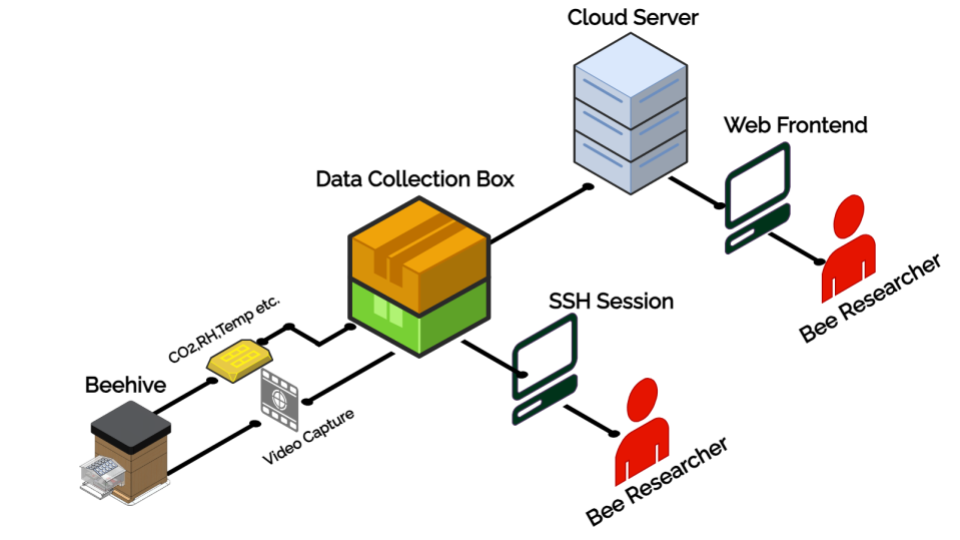 Cloud Server
Web Frontend
Data Collection Box
Bee Researcher
SSH Session
CO2,RH,Temp etc.
Beehive
Video Capture
Bee Researcher